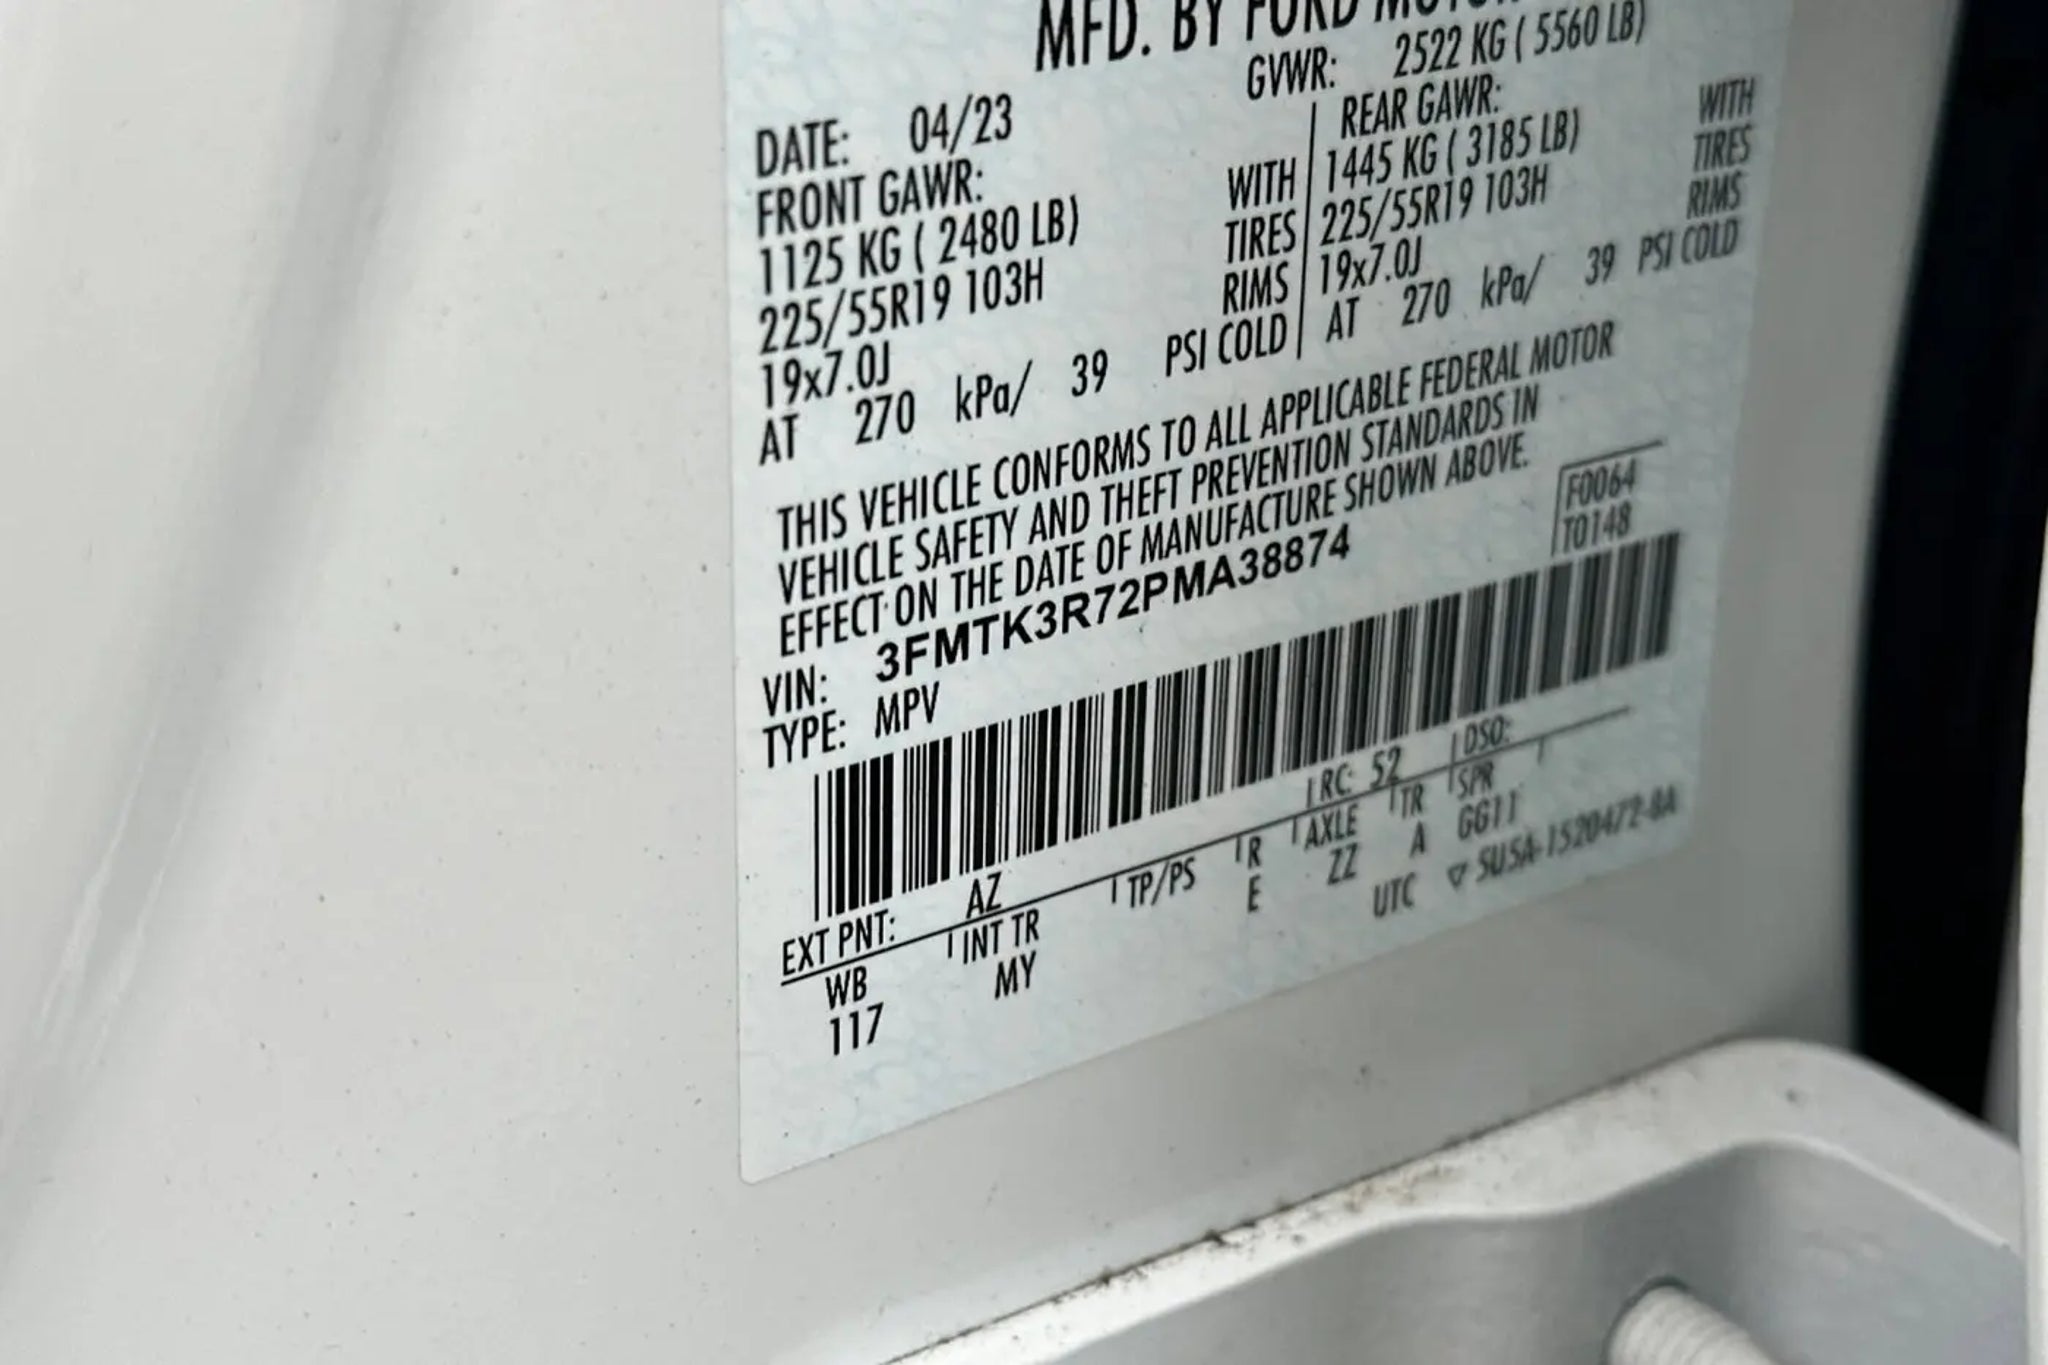 MFD. BY FORD MOTOR
GVWR: 2522 KG ( 5560 LB)
DATE: 04/23
FRONT GAWR:
1125 KG ( 2480 LB) WITH
225/55R19 103H TIRES
19x7.0J RIMS
AT 270 kPa/ 39 PSI COLD
REAR GAWR:
1445 KG ( 3185 LB) WITH
225/55R19 103H TIRES
19x7.0J RIMS
AT 270 kPa/ 39 PSI COLD
THIS VEHICLE CONFORMS TO ALL APPLICABLE FEDERAL MOTOR
VEHICLE SAFETY AND THEFT PREVENTION STANDARDS IN
EFFECT ON THE DATE OF MANUFACTURE SHOWN ABOVE.
F0064
T0148
VIN: 3FMTK3R72PMA38874
TYPE: MPV
EXT PNT: AZ RC: 52 DSO:
WB INT TR TP/PS R AXLE TR SPR
117 MY E ZZ A GG11
UTC ▽ SU5A-1520472-BA